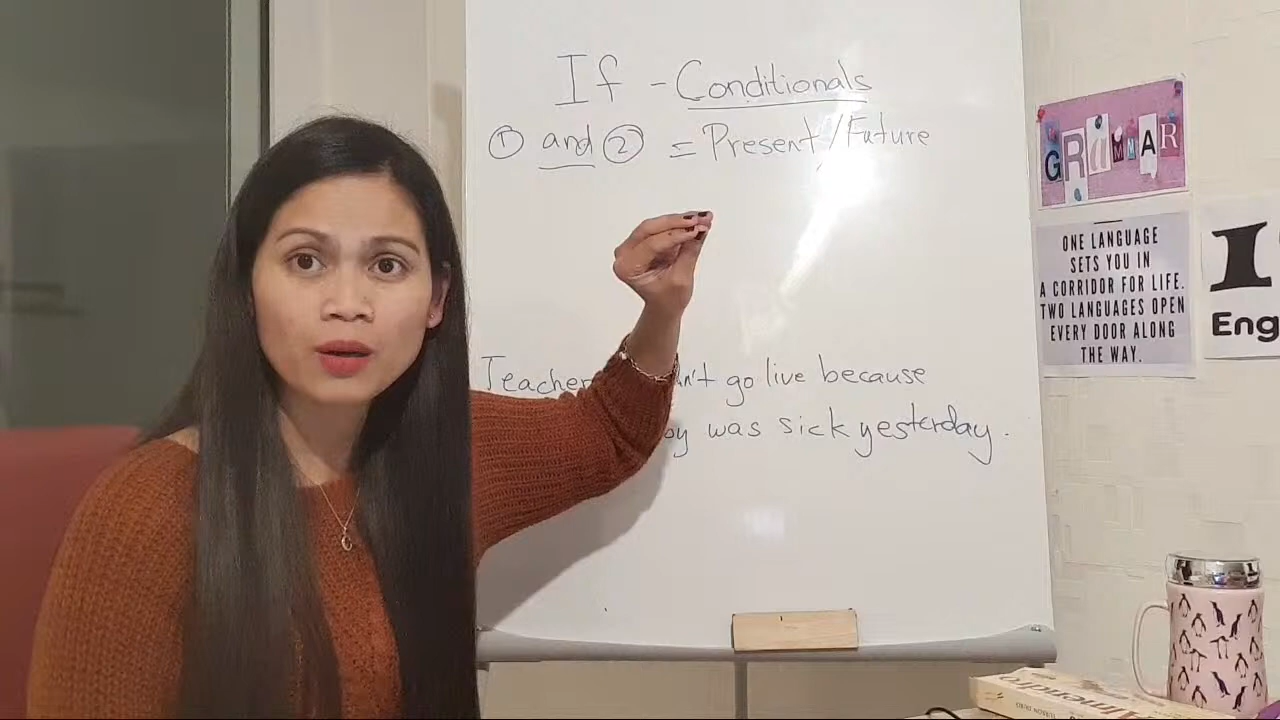 If - Conditionals
① and ② = Present/Future
Teacher n't go live because
oy was sick yesterday.
GRAMMAR
ONE LANGUAGE
SETS YOU IN
A CORRIDOR FOR LIFE.
TWO LANGUAGES OPEN
EVERY DOOR ALONG
THE WAY.
I
Eng